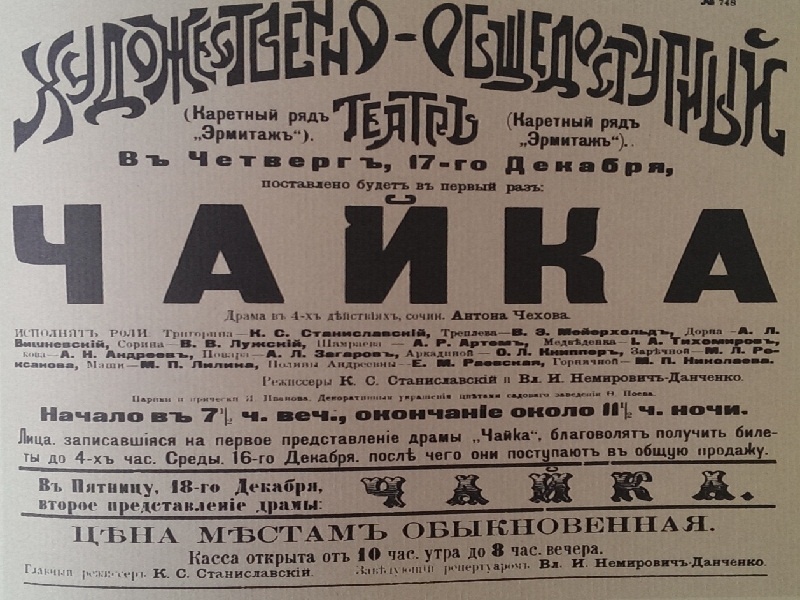 № 748
ХУДОЖЕСТВЕННО-ОБЩЕДОСТУПНЫЙ
(Каретный рядъ „Эрмитажъ“).
ТЕАТРЪ
(Каретный рядъ „Эрмитажъ“).
Въ Четвергъ, 17-го Декабря,
поставлено будетъ въ первый разъ:
ЧАЙКА
Драма въ 4-хъ дѣйствіяхъ, сочин. Антона Чехова.
ИСПОЛНЯТЪ РОЛИ: Тригорина—К. С. Станиславскій, Треплева—В. Э. Мейерхольдъ, Дорна—А. Л.
Вишневскій, Сорина—В. В. Лужскій, Шамраева — А. Р. Артемъ, Медвѣденка—І. А. Тихомировъ,
кова—А. Н. Андреевъ, Повара—А. Л. Загаровъ, Аркадиной—О. Л. Книпперъ, Зарѣчной—М. Л. Ро-
ксанова, Маши—М. П. Лилина, Полины Андреевны—Е. М. Раевская, Горничной—М. П. Николаева.
Режиссеры К. С. Станиславскій и Вл. И. Немировичъ-Данченко.
Парики и прически И. Иванова. Декоративныя украшенія цвѣтами садоваго заведенія Ѳ. Ноева.
Начало въ 7½ ч. веч., окончаніе около 11½ ч. ночи.
Лица, записавшіяся на первое представленіе драмы „Чайка“, благоволятъ получить биле-
ты до 4-хъ час. Среды, 16-го Декабря, послѣ чего они поступаютъ въ общую продажу.
Въ Пятницу, 18-го Декабря,
второе представленіе драмы:
ЧАЙКА.
ЦѢНА МѢСТАМЪ ОБЫКНОВЕННАЯ.
Касса открыта отъ 10 час. утра до 8 час. вечера.
Главный режиссеръ К. С. Станиславскій.
Завѣдующій репертуаромъ Вл. И. Немировичъ-Данченко.